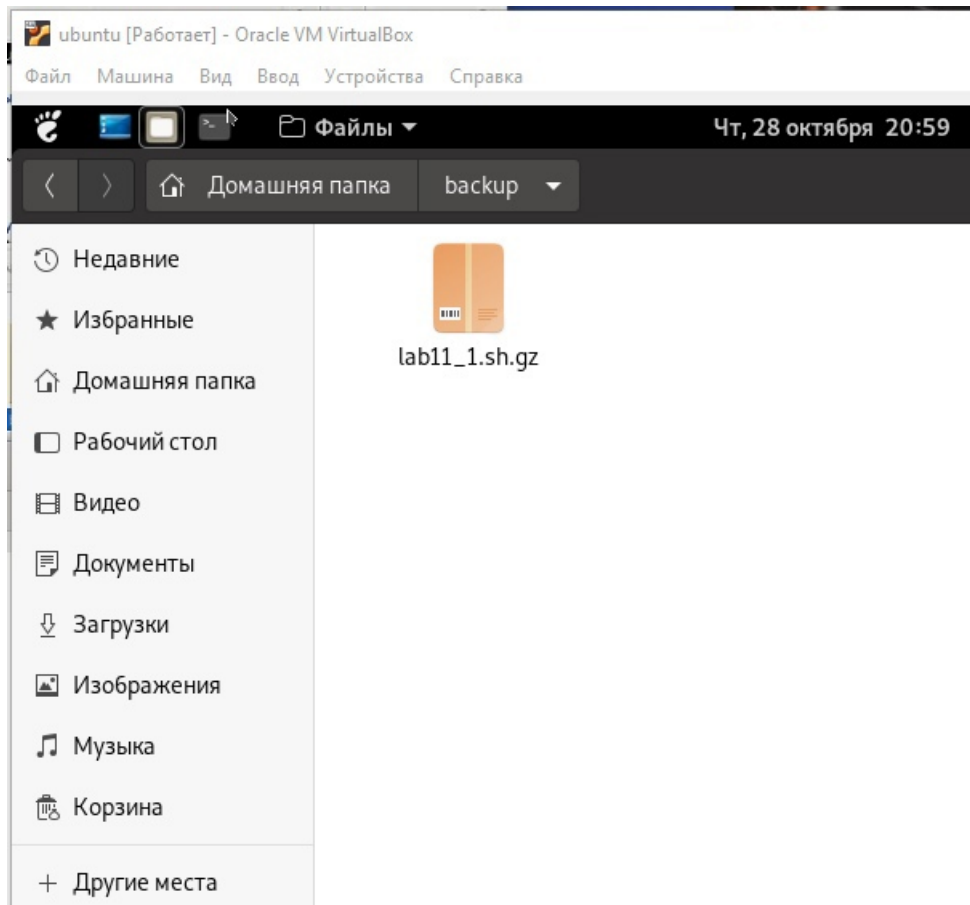 ubuntu [Работает] - Oracle VM VirtualBox
Файл Машина Вид Ввод Устройства Справка
Файлы
Чт, 28 октября 20:59
Домашняя папка backup
Недавние
Избранные
Домашняя папка
Рабочий стол
Видео
Документы
Загрузки
Изображения
Музыка
Корзина
Другие места
lab11_1.sh.gz